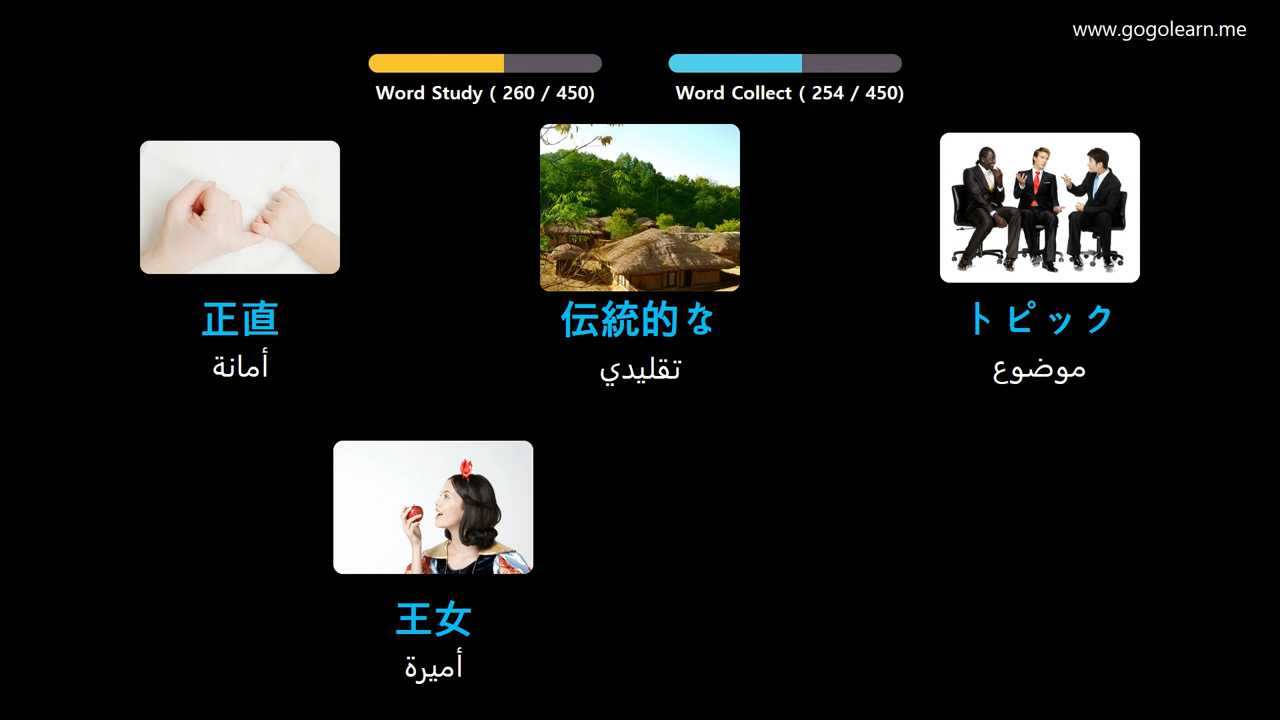 www.gogolearn.me
Word Study ( 260 / 450)
Word Collect ( 254 / 450)
正直
أمانة
伝統的な
تقليدي
トピック
موضوع
王女
أميرة